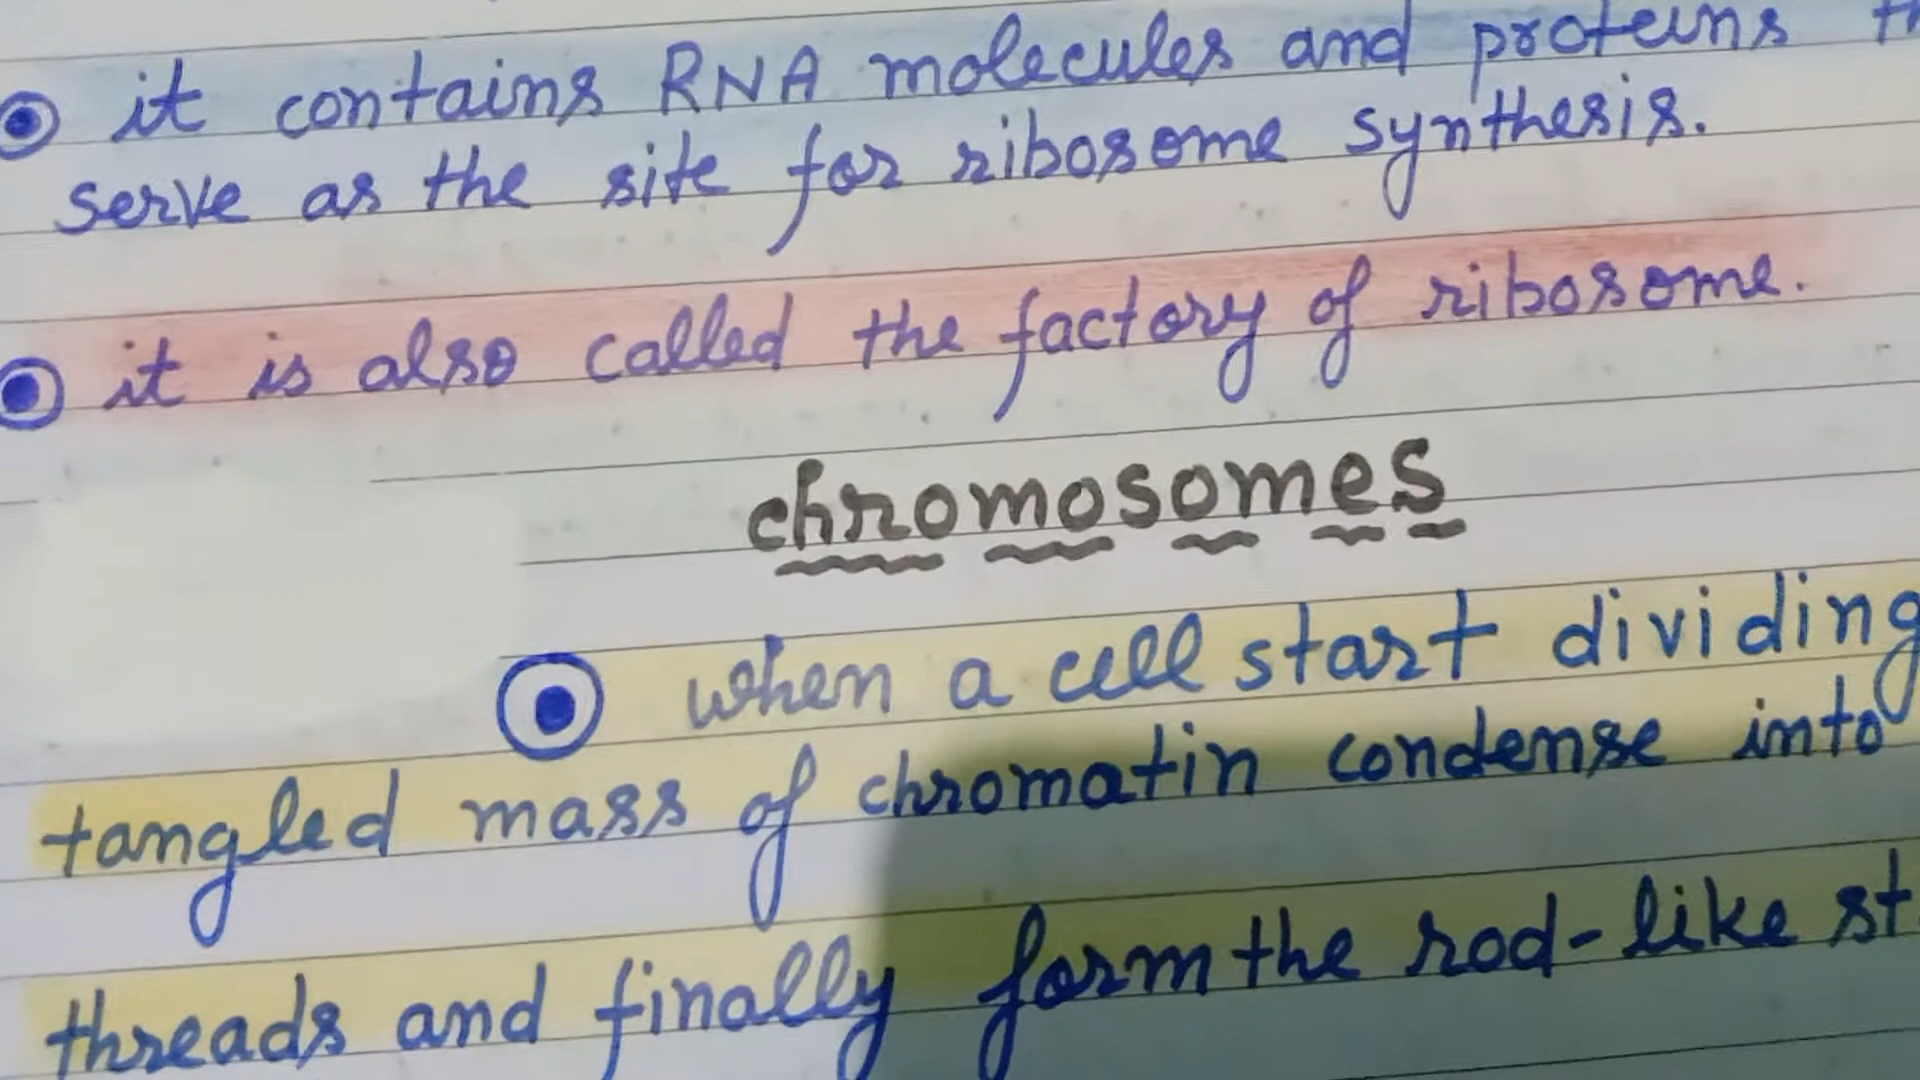 it contains RNA molecules and proteins
serve as the site for ribosome synthesis.
it is also called the factory of ribosome.
chromosomes
when a cell start dividing
tangled mass of chromatin condense into
threads and finally form the rod-like